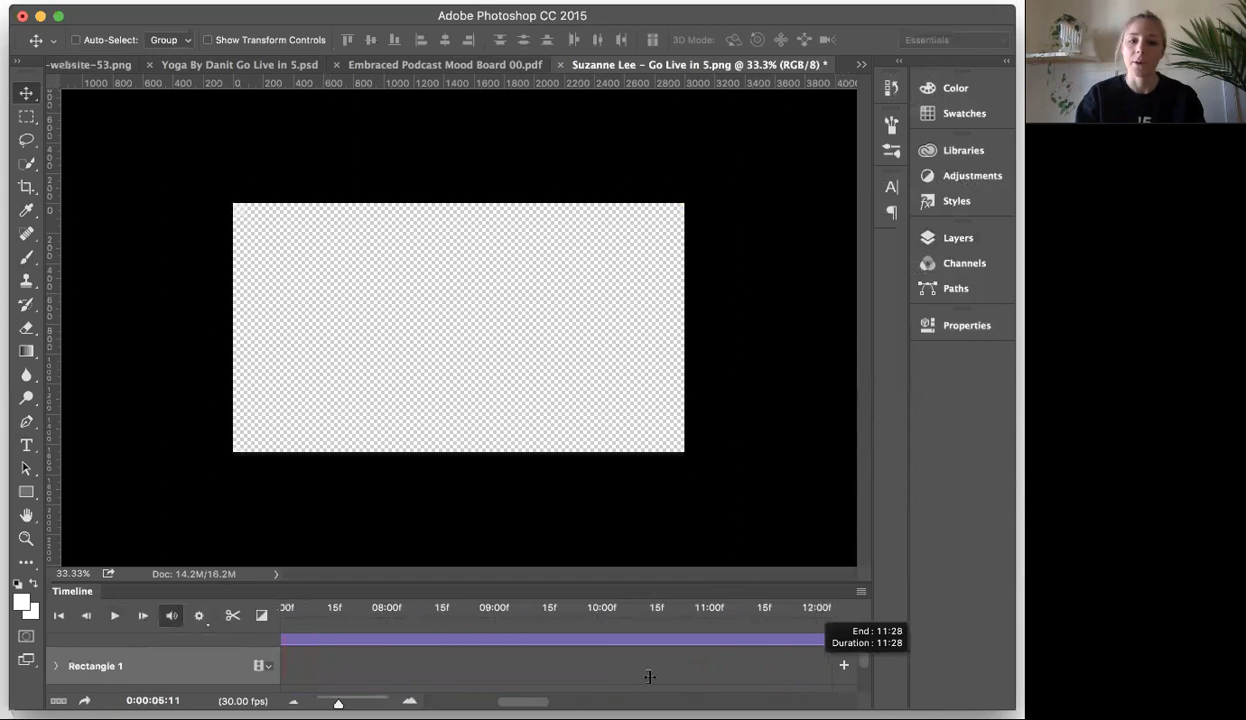 Adobe Photoshop CC 2015
Auto-Select: Group Show Transform Controls 3D Mode: Essentials
-website-53.png × Yoga By Danit Go Live in 5.psd × Embraced Podcast Mood Board 00.pdf × Suzanne Lee – Go Live in 5.png @ 33.3% (RGB/8) * >>
1000 800 600 400 200 0 200 400 600 800 1000 1200 1400 1600 1800 2000 2200 2400 2600 2800 3000 3200 3400 3600 3800 4000
Color
Swatches
Libraries
Adjustments
Styles
Layers
Channels
Paths
Properties
33.33% Doc: 14.2M/16.2M
Timeline
:00f 15f 08:00f 15f 09:00f 15f 10:00f 15f 11:00f 15f 12:00f
End: 11:28
Duration: 11:28
Rectangle 1
0:00:05:11 (30.00 fps)